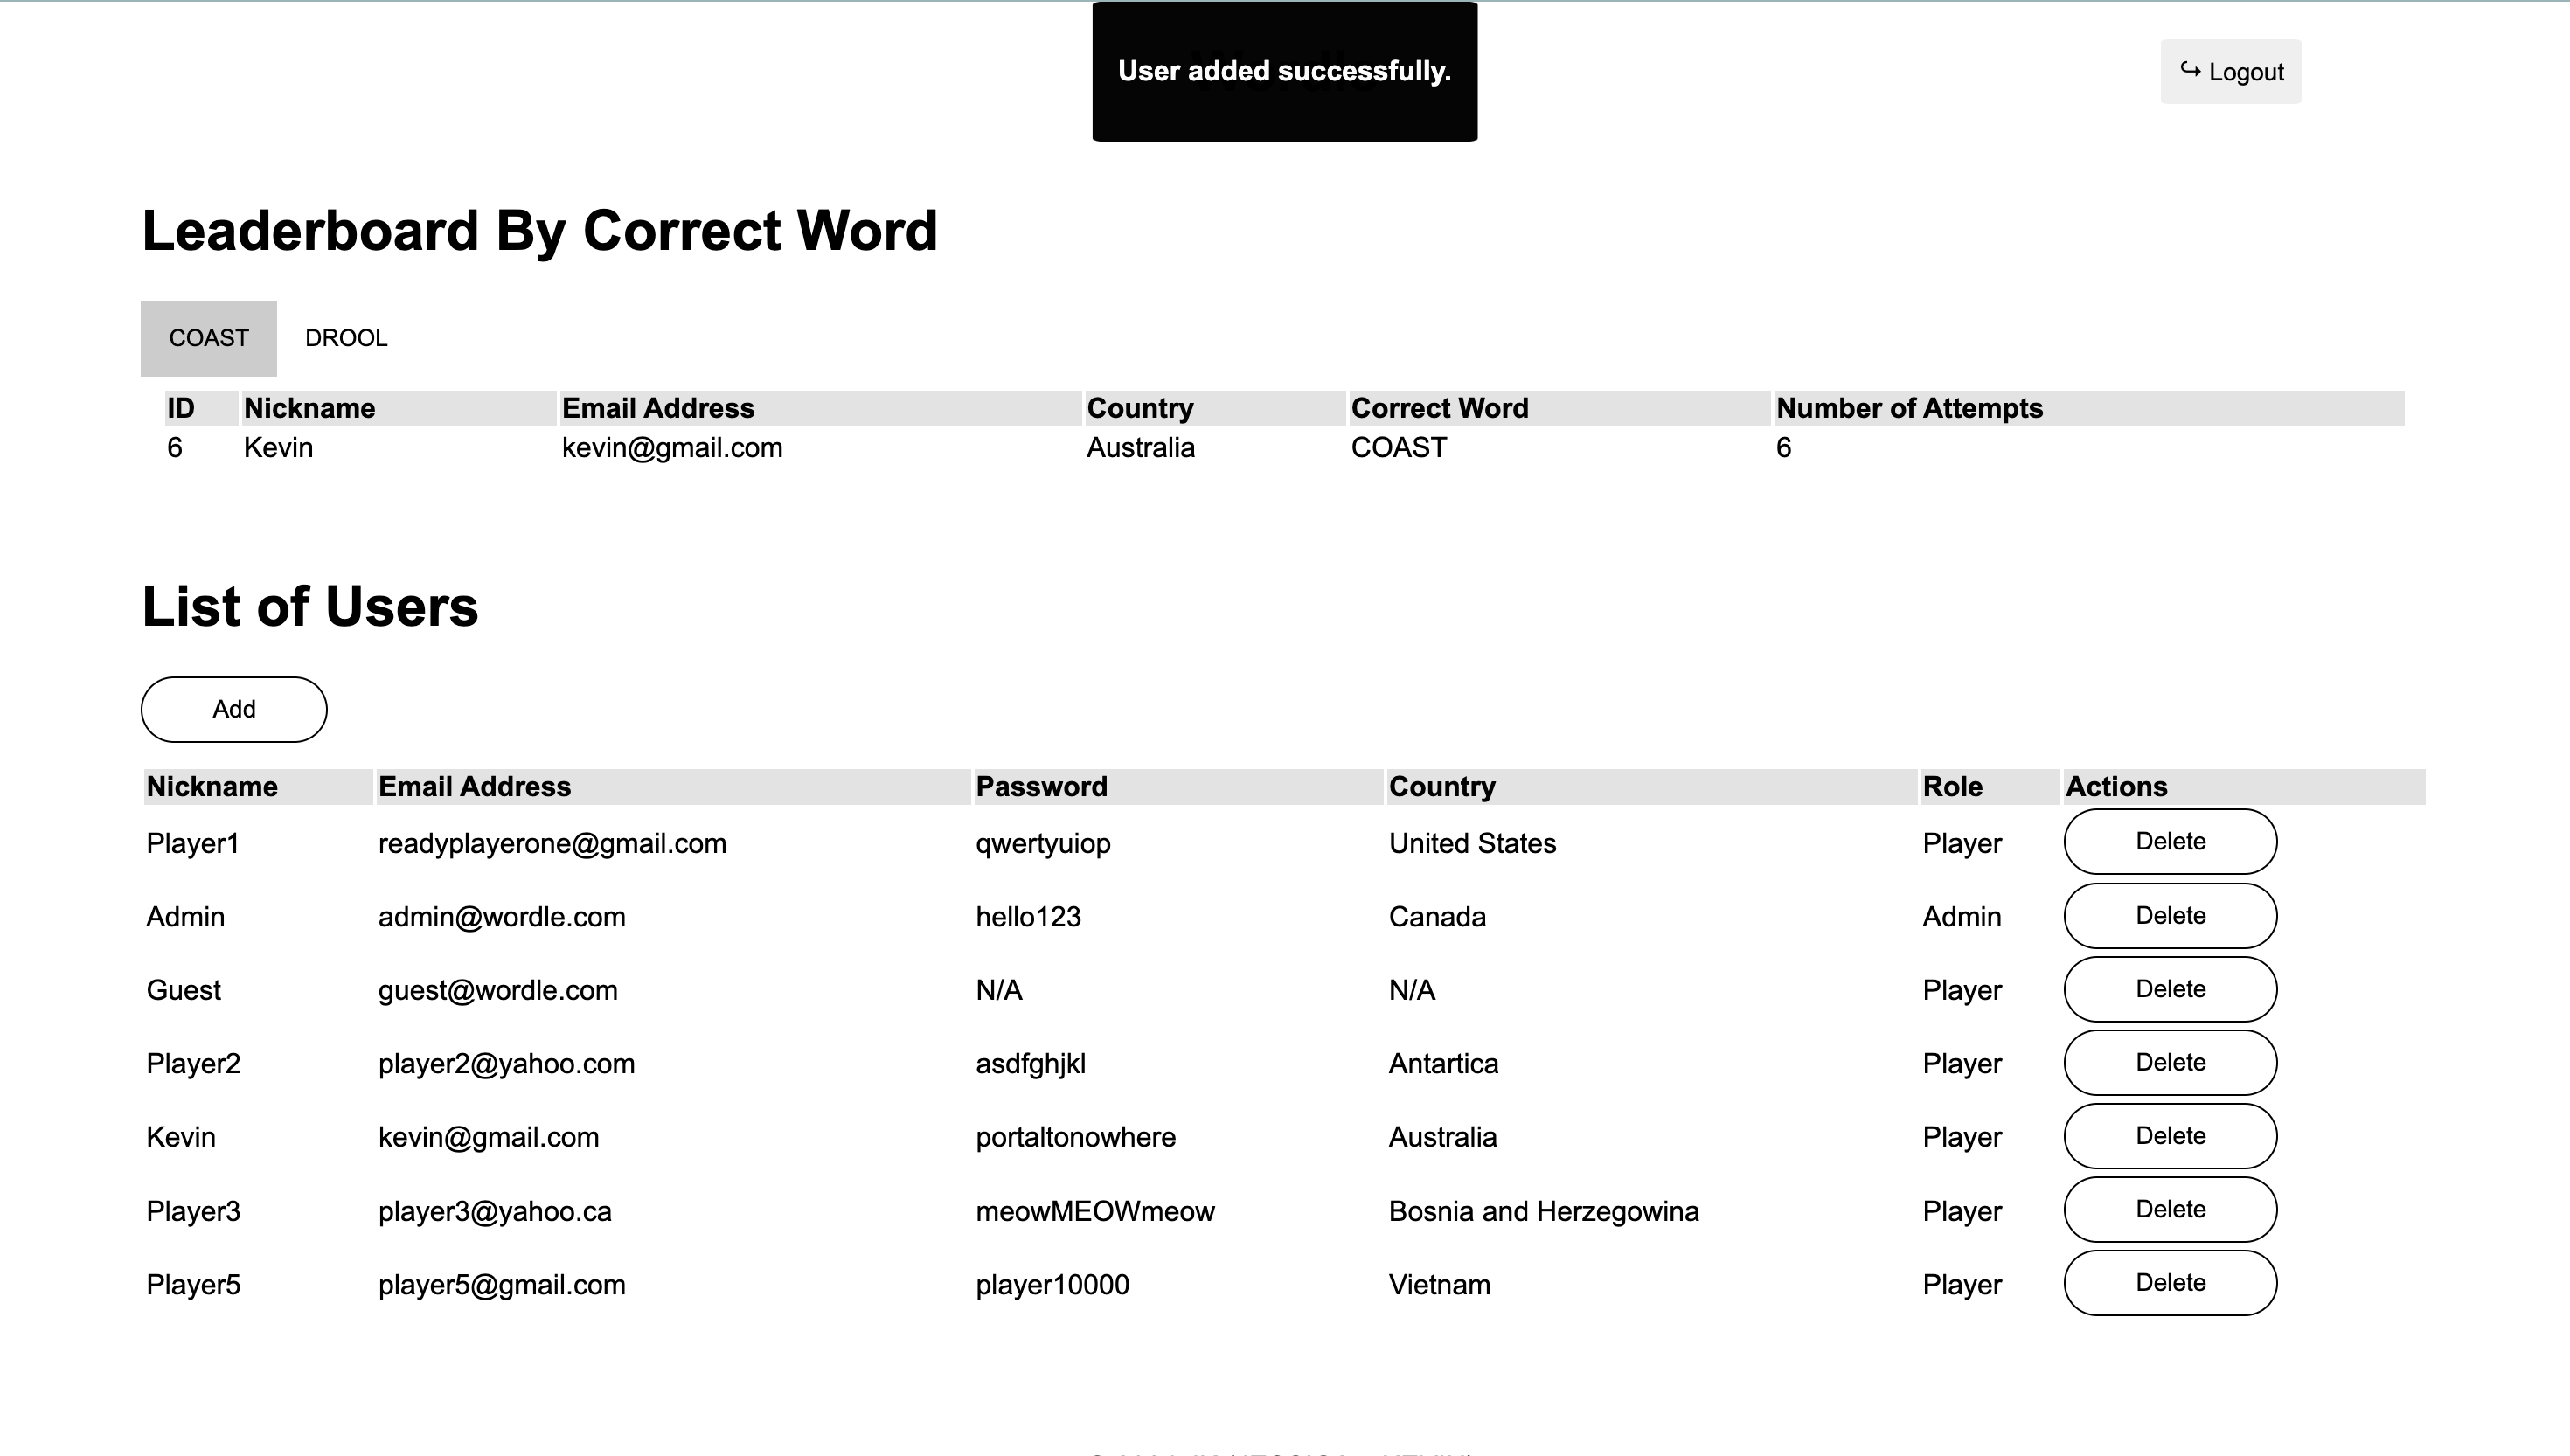 User added successfully.
Logout
Leaderboard By Correct Word
COAST DROOL
ID Nickname Email Address Country Correct Word Number of Attempts
6 Kevin kevin@gmail.com Australia COAST 6
List of Users
Add
Nickname Email Address Password Country Role Actions
Player1 readyplayerone@gmail.com qwertyuiop United States Player Delete
Admin admin@wordle.com hello123 Canada Admin Delete
Guest guest@wordle.com N/A N/A Player Delete
Player2 player2@yahoo.com asdfghjkl Antartica Player Delete
Kevin kevin@gmail.com portaltonowhere Australia Player Delete
Player3 player3@yahoo.ca meowMEOWmeow Bosnia and Herzegowina Player Delete
Player5 player5@gmail.com player10000 Vietnam Player Delete